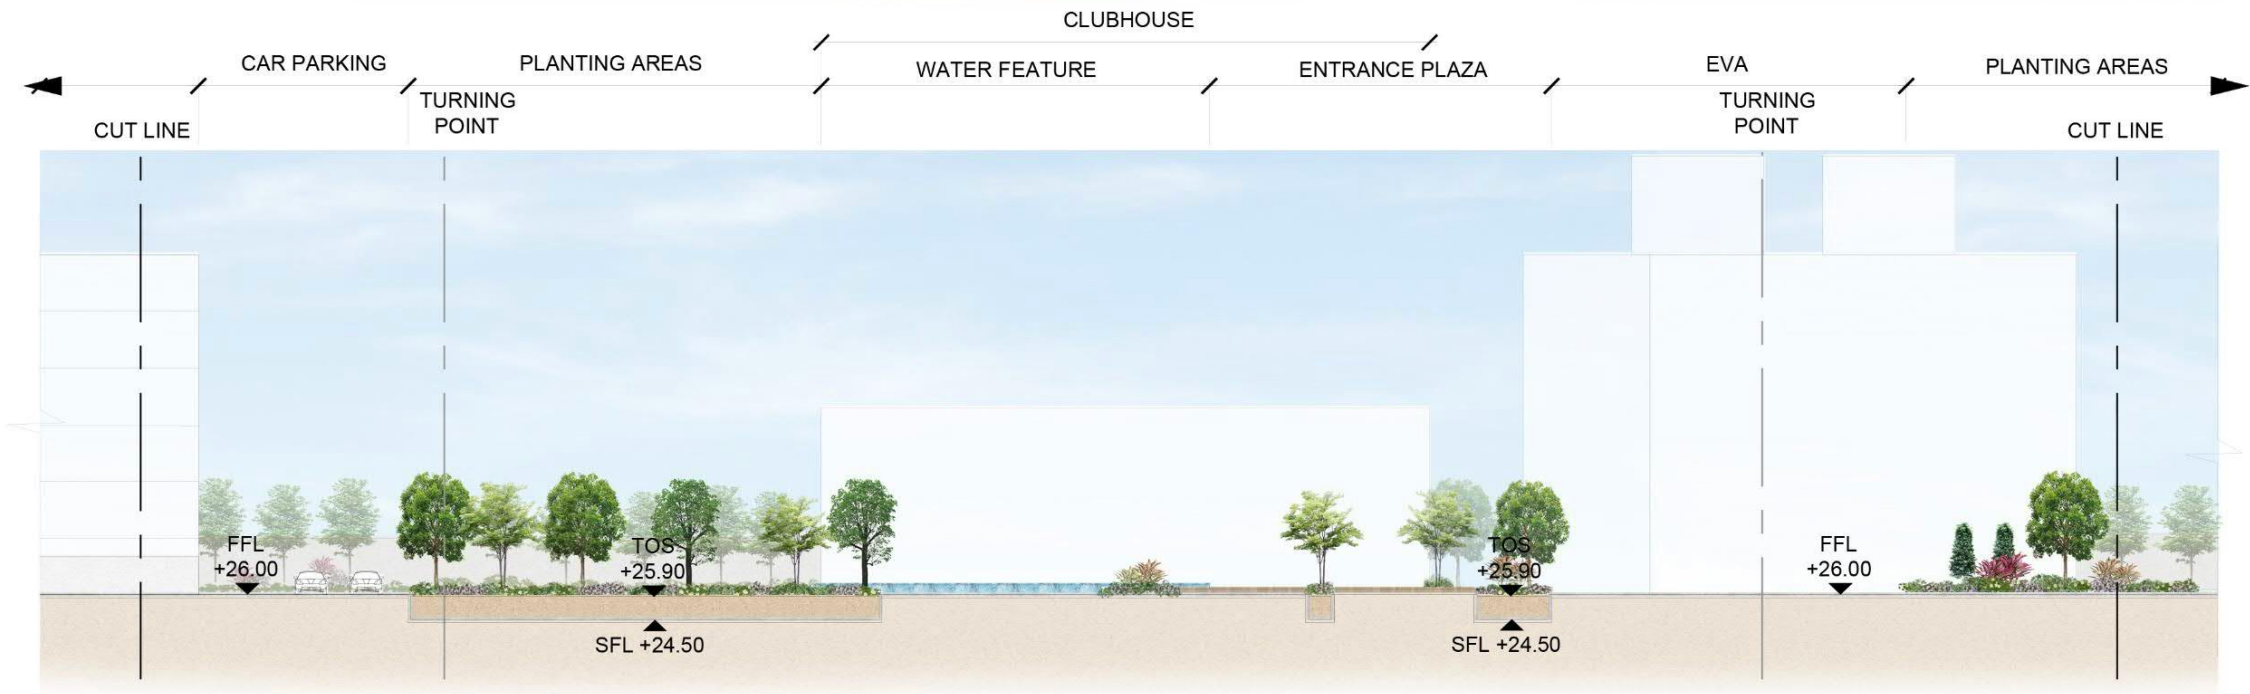 CLUBHOUSE
CAR PARKING
PLANTING AREAS
WATER FEATURE
ENTRANCE PLAZA
EVA
PLANTING AREAS
CUT LINE
TURNING
POINT
TURNING
POINT
CUT LINE
FFL
+26.00
TOS
+25.90
SFL +24.50
TOS
+25.90
SFL +24.50
FFL
+26.00